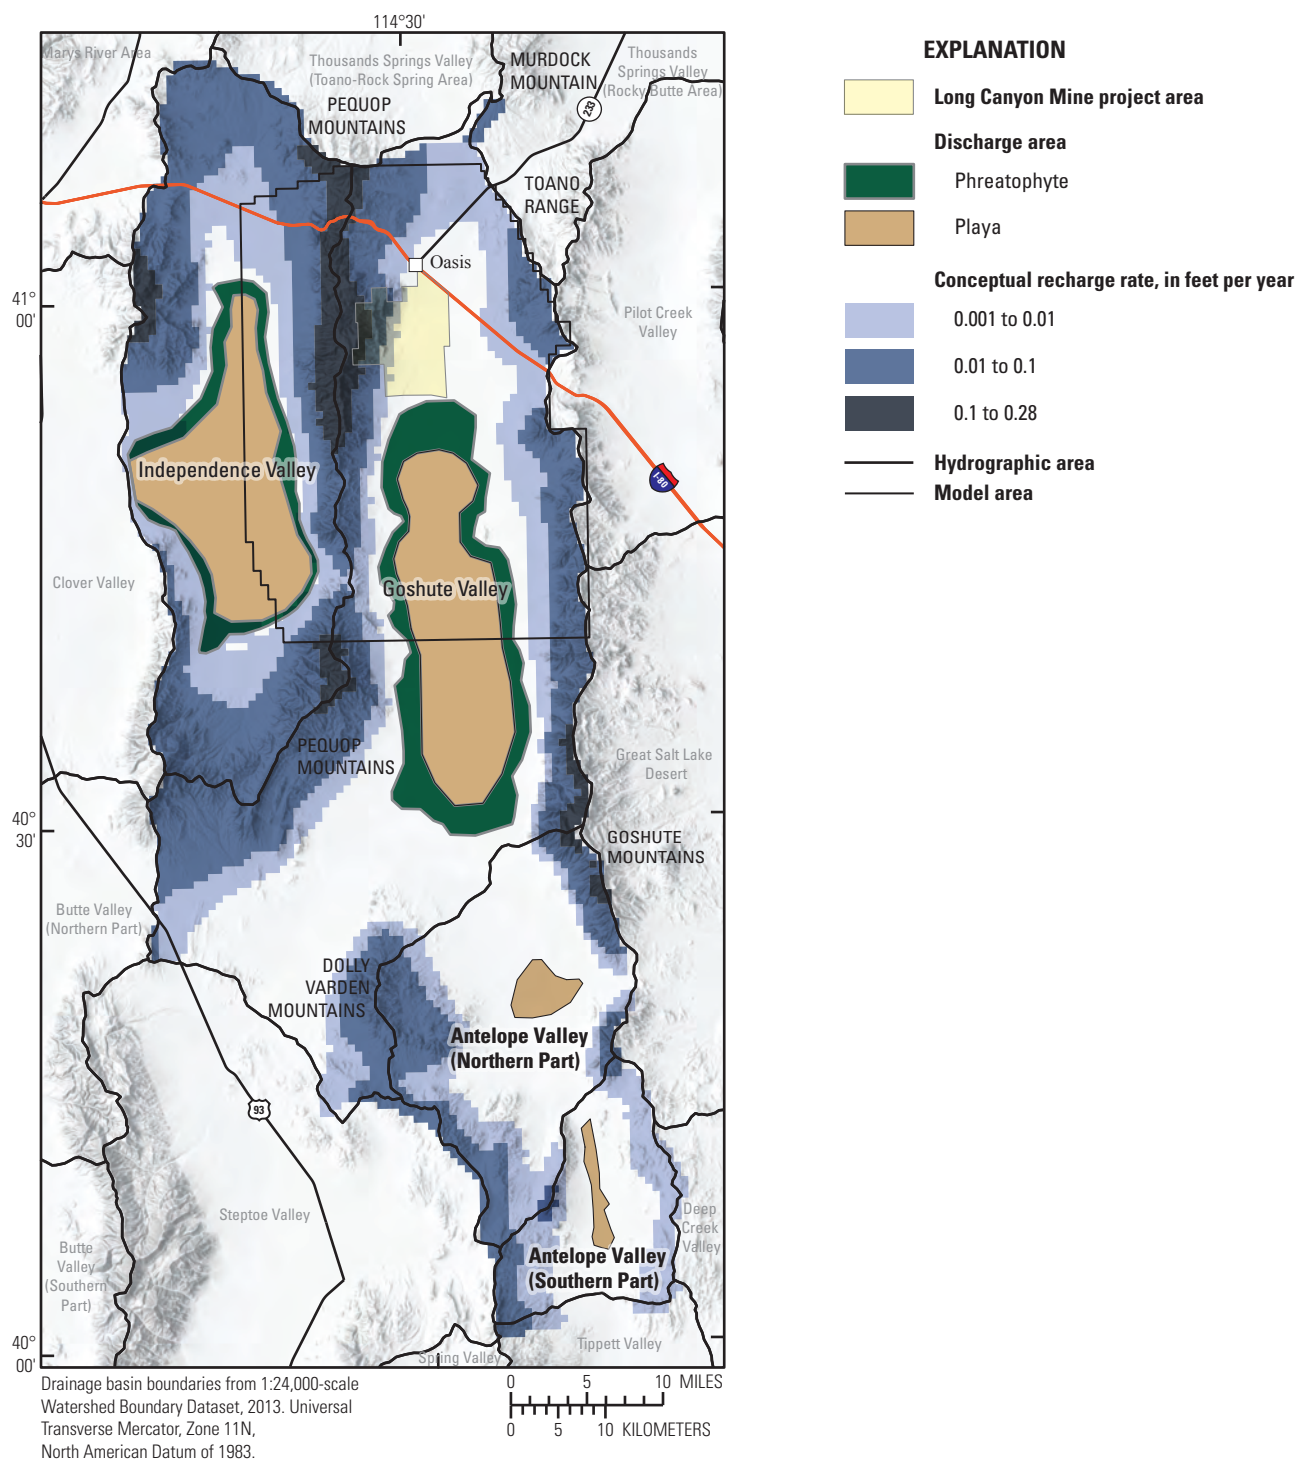 114°30'
Marys River Area
Thousands Springs Valley
(Toano-Rock Spring Area)
MURDOCK
MOUNTAIN
Thousands
Springs Valley
(Rocky Butte Area)
PEQUOP
MOUNTAINS
233
TOANO
RANGE
Oasis
41°
00'
Pilot Creek
Valley
Independence Valley
I-80
Clover Valley
Goshute Valley
PEQUOP
MOUNTAINS
Great Salt Lake
Desert
40°
30'
GOSHUTE
MOUNTAINS
Butte Valley
(Northern Part)
DOLLY
VARDEN
MOUNTAINS
Antelope Valley
(Northern Part)
93
Steptoe Valley
Deep
Creek
Valley
Butte
Valley
(Southern
Part)
Antelope Valley
(Southern Part)
40°
00'
Tippett Valley
Spring Valley
Drainage basin boundaries from 1:24,000-scale
Watershed Boundary Dataset, 2013. Universal
Transverse Mercator, Zone 11N,
North American Datum of 1983.
0 5 10 MILES
0 5 10 KILOMETERS
EXPLANATION
Long Canyon Mine project area
Discharge area
Phreatophyte
Playa
Conceptual recharge rate, in feet per year
0.001 to 0.01
0.01 to 0.1
0.1 to 0.28
Hydrographic area
Model area